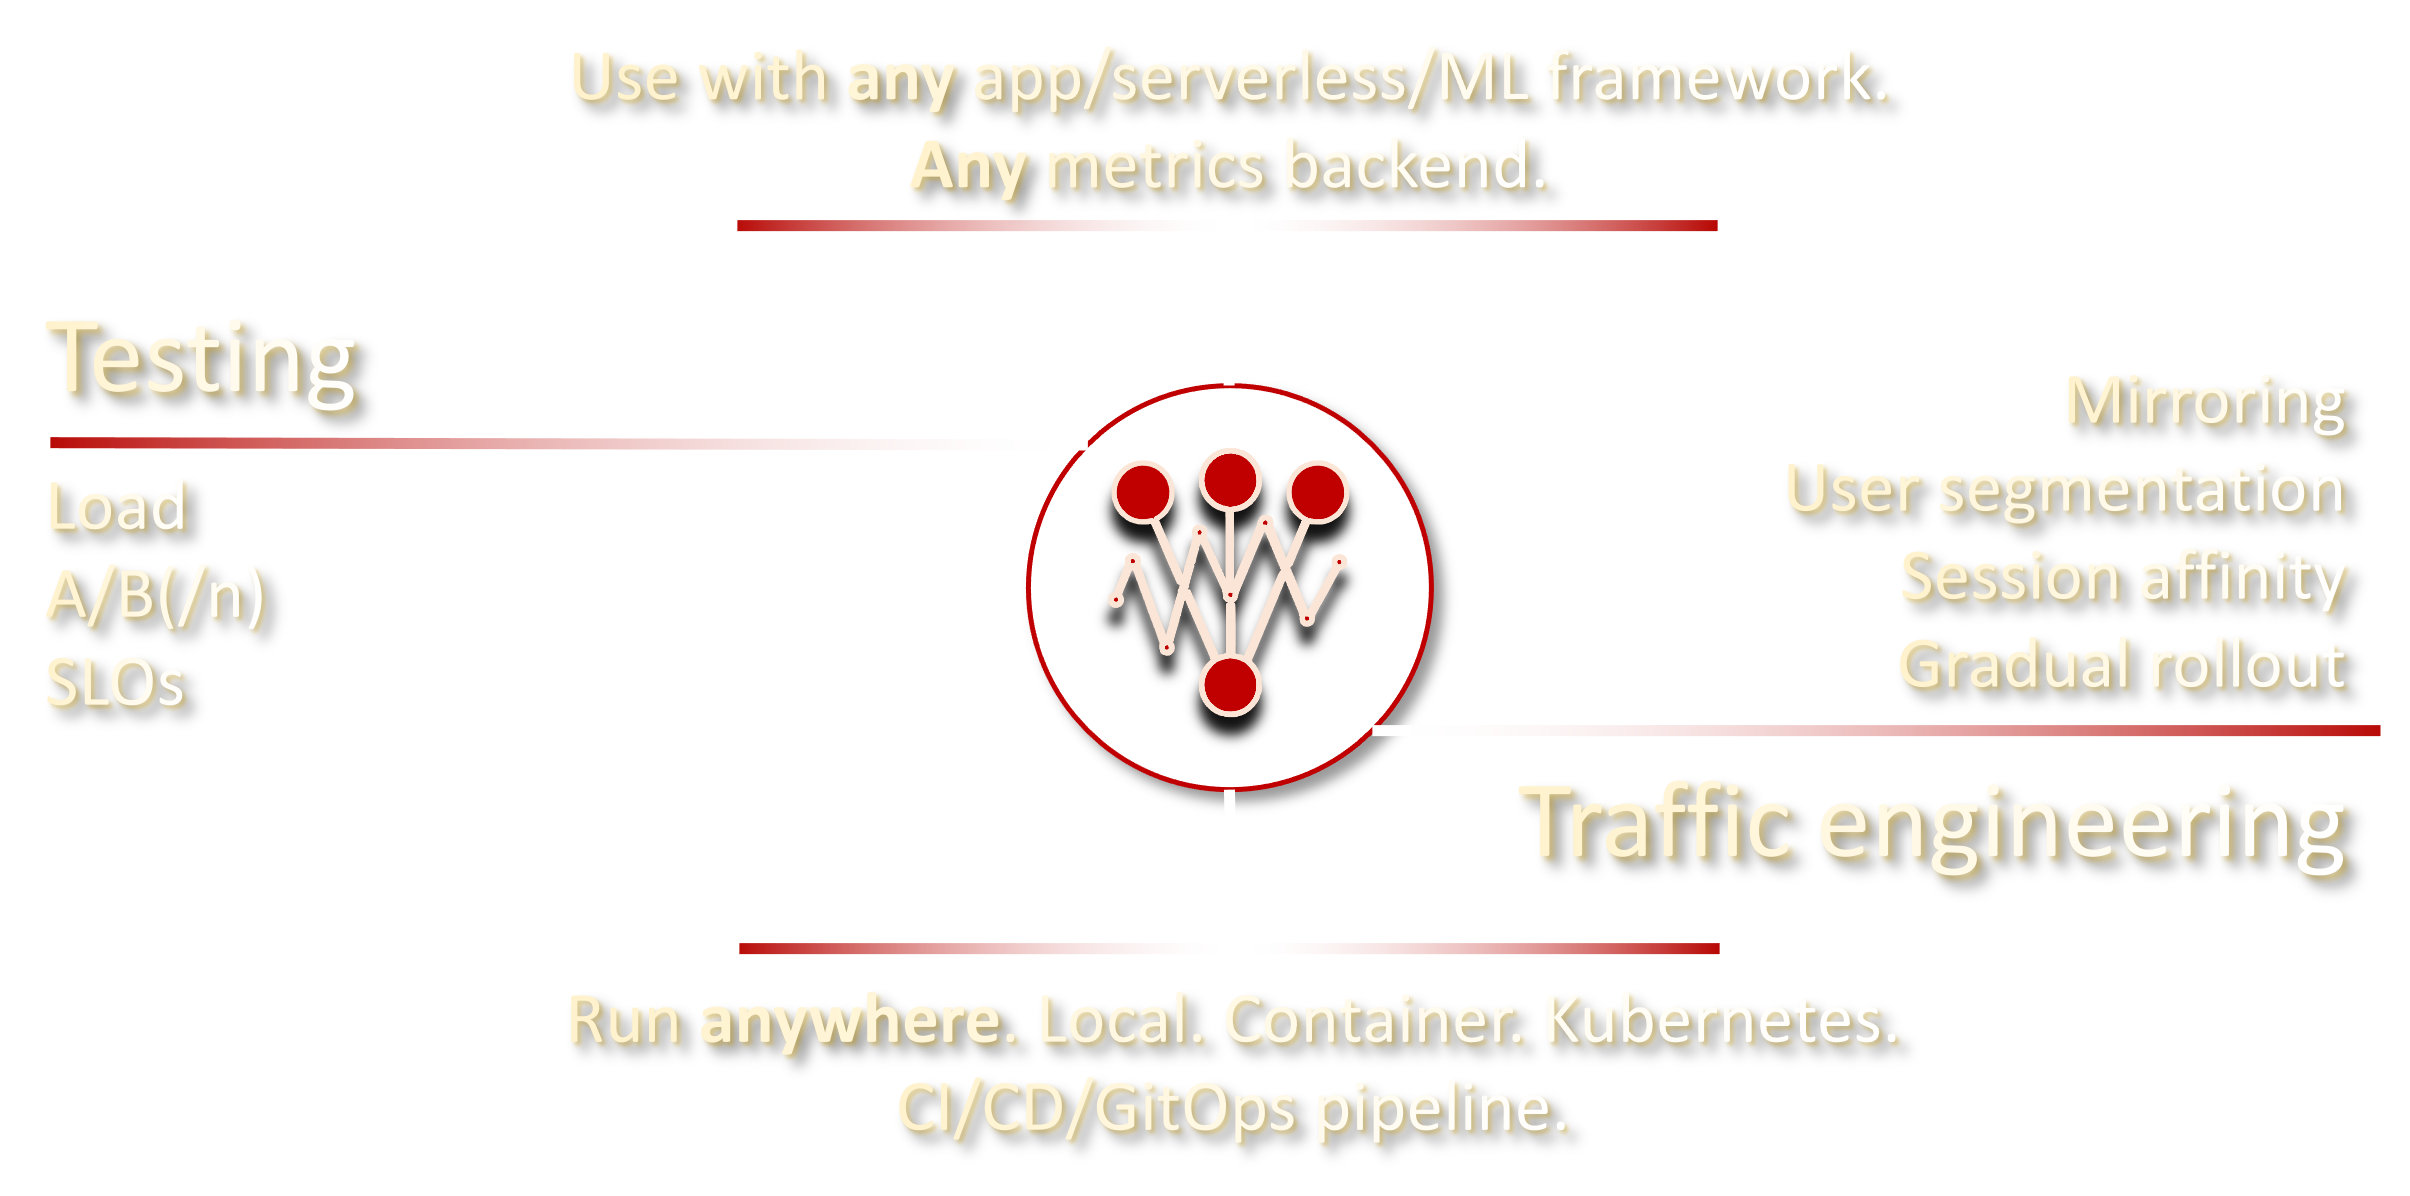 Use with any app/serverless/ML framework.
Any metrics backend.
Testing
Load
A/B(/n)
SLOs
Mirroring
User segmentation
Session affinity
Gradual rollout
Traffic engineering
Run anywhere. Local. Container. Kubernetes.
CI/CD/GitOps pipeline.